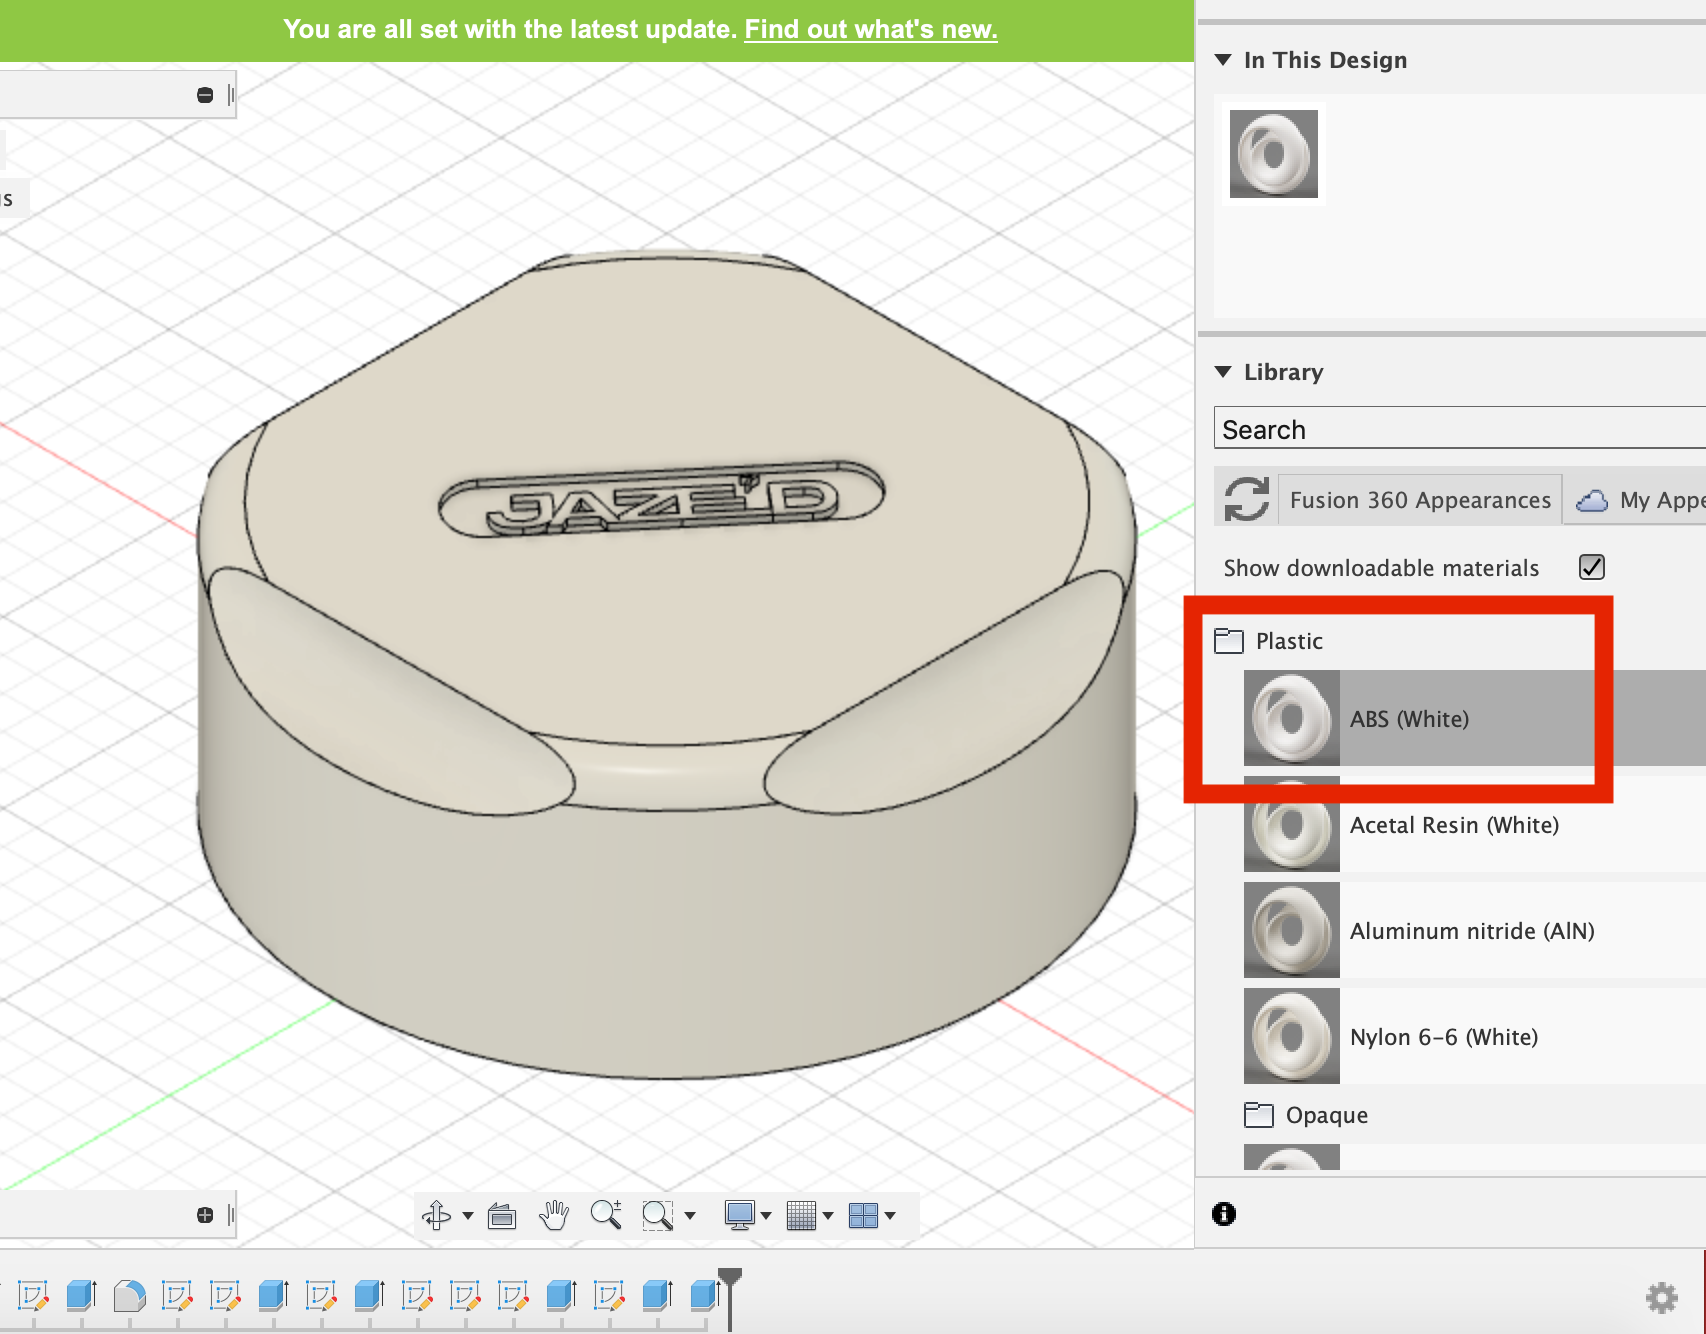 You are all set with the latest update. Find out what's new.
In This Design
JAZE'D
Library
Search
Fusion 360 Appearances
My Appe
Show downloadable materials
Plastic
ABS (White)
Acetal Resin (White)
Aluminum nitride (AlN)
Nylon 6-6 (White)
Opaque